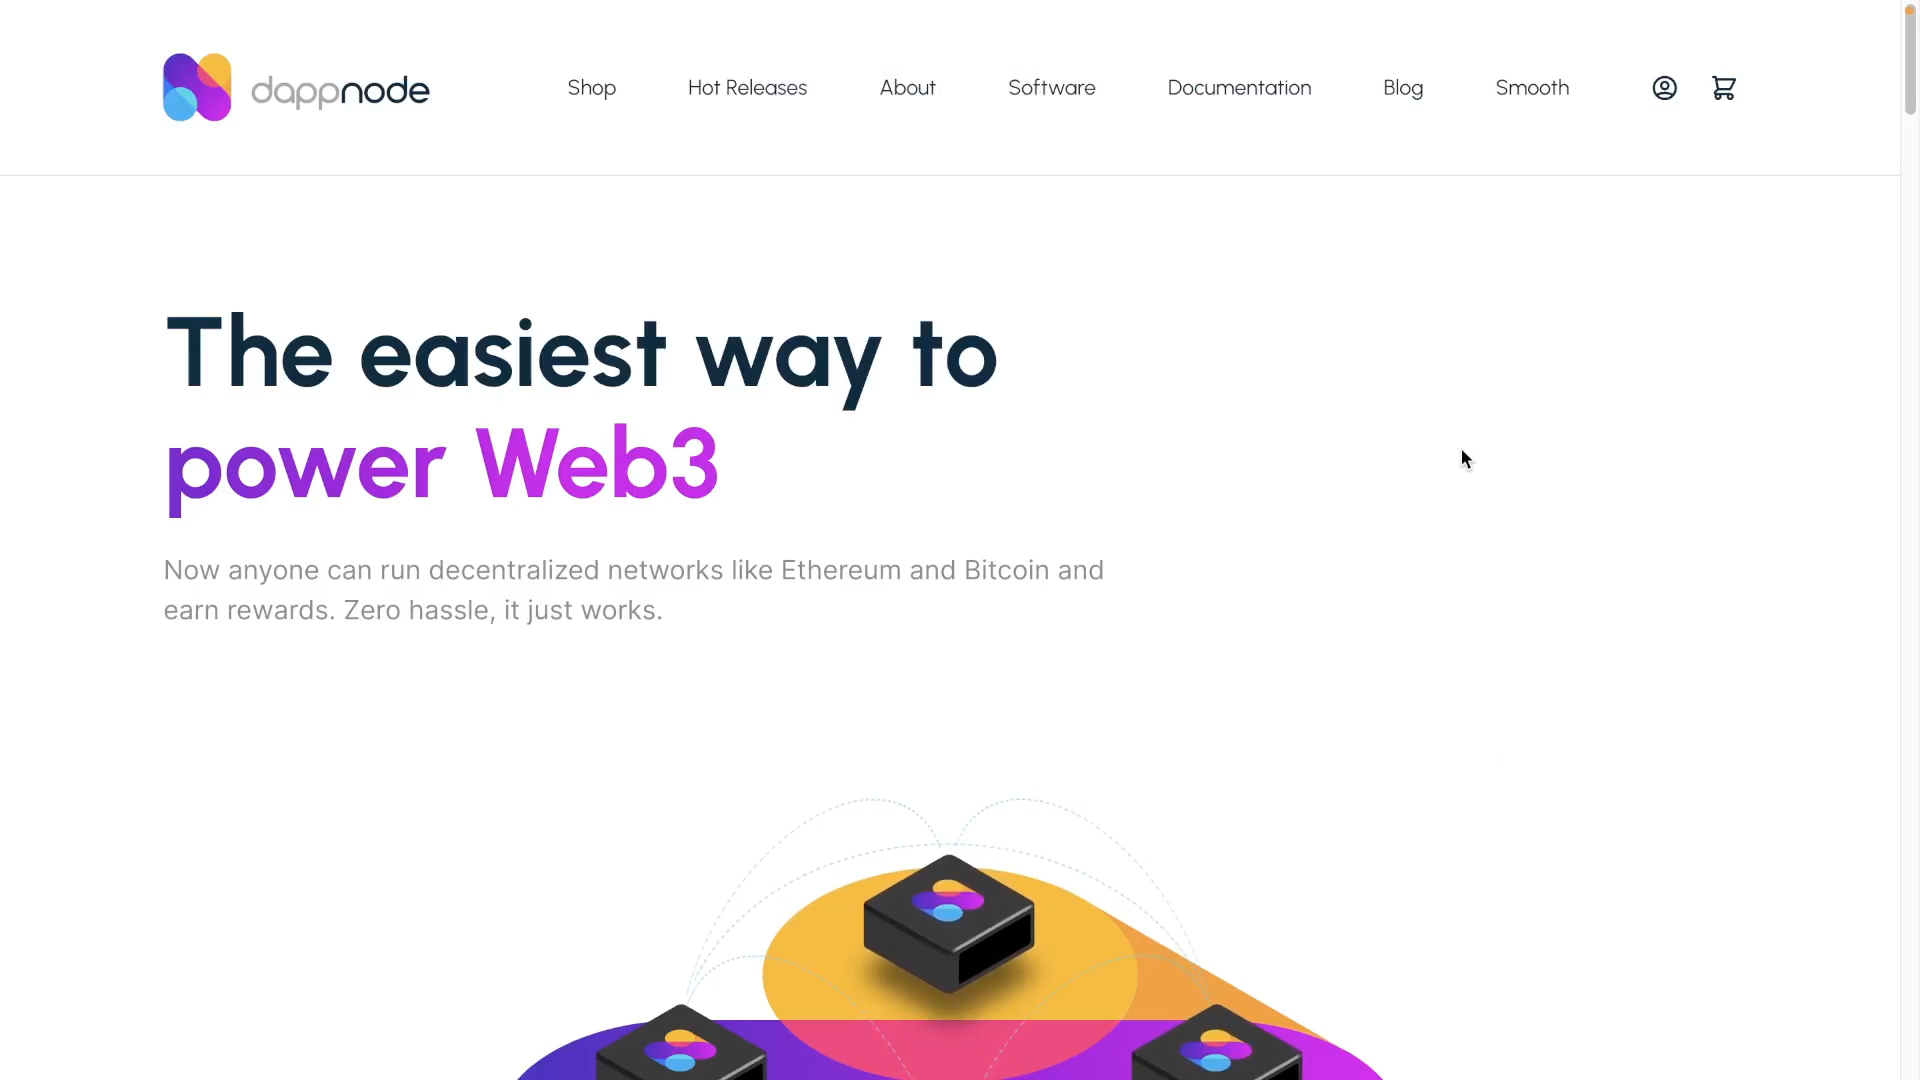 dappnode
Shop
Hot Releases
About
Software
Documentation
Blog
Smooth
The easiest way to
power Web3
Now anyone can run decentralized networks like Ethereum and Bitcoin and
earn rewards. Zero hassle, it just works.